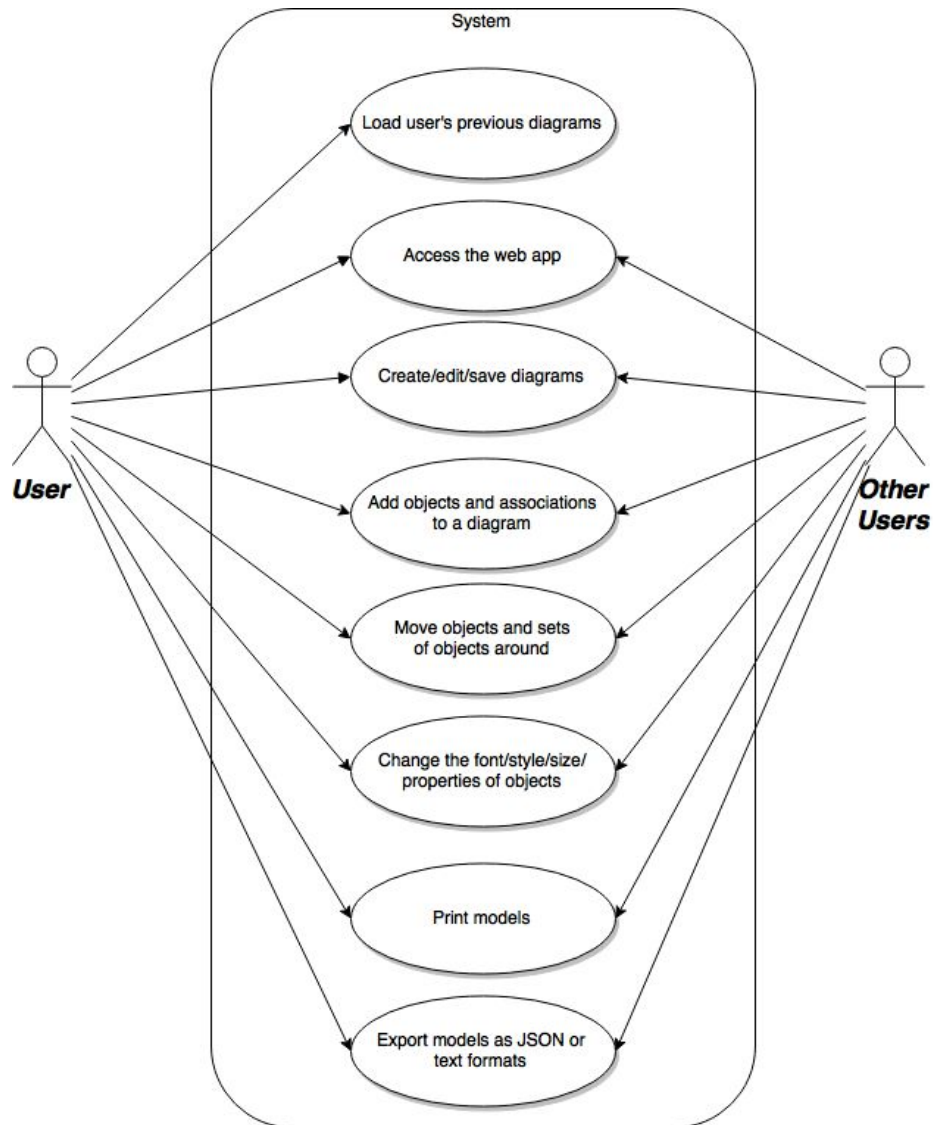 System
Load user's previous diagrams
Access the web app
Create/edit/save diagrams
User
Other
Users
Add objects and associations
to a diagram
Move objects and sets
of objects around
Change the font/style/size/
properties of objects
Print models
Export models as JSON or
text formats